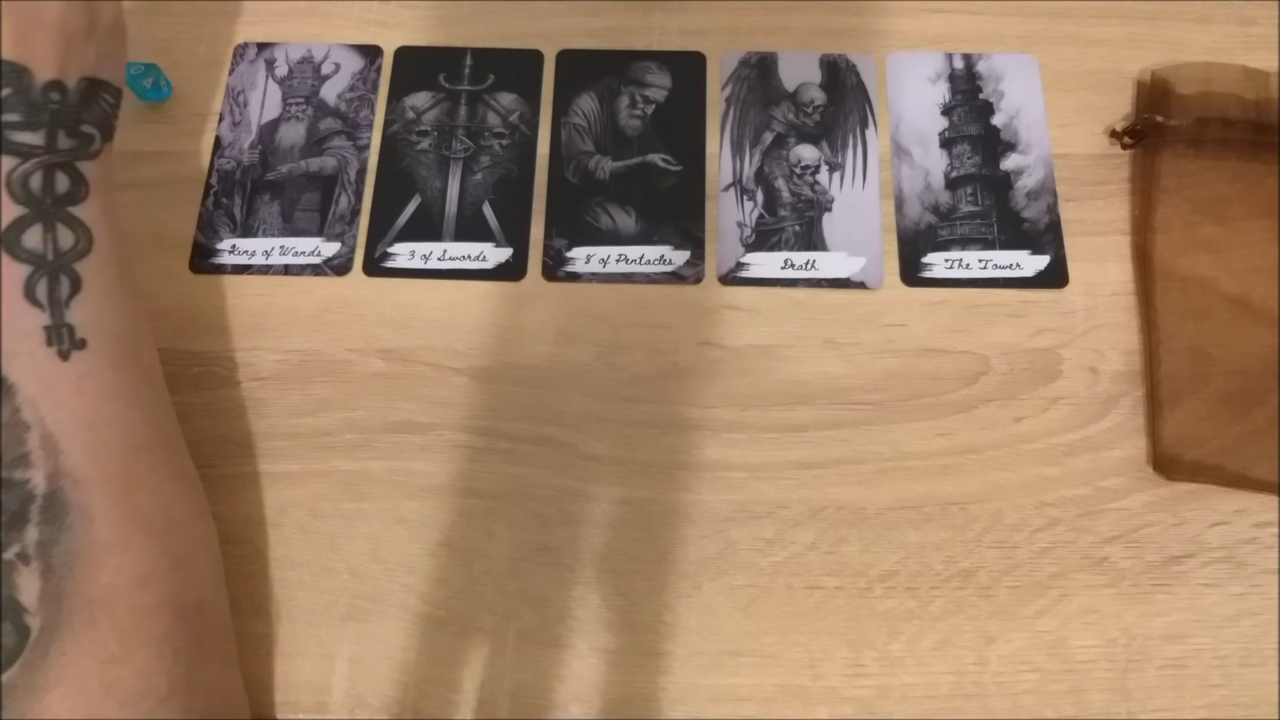 King of Wands
3 of Swords
8 of Pentacles
Death
The Tower